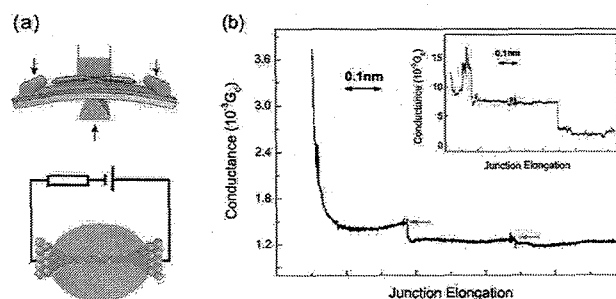 (a)
(b)
3.6
3.0
2.4
1.8
1.2
Conductance (10⁻³G₀)
0.1nm
Junction Elongation
15
10
5
0
Conductance (10⁻³G₀)
0.1nm
Junction Elongation